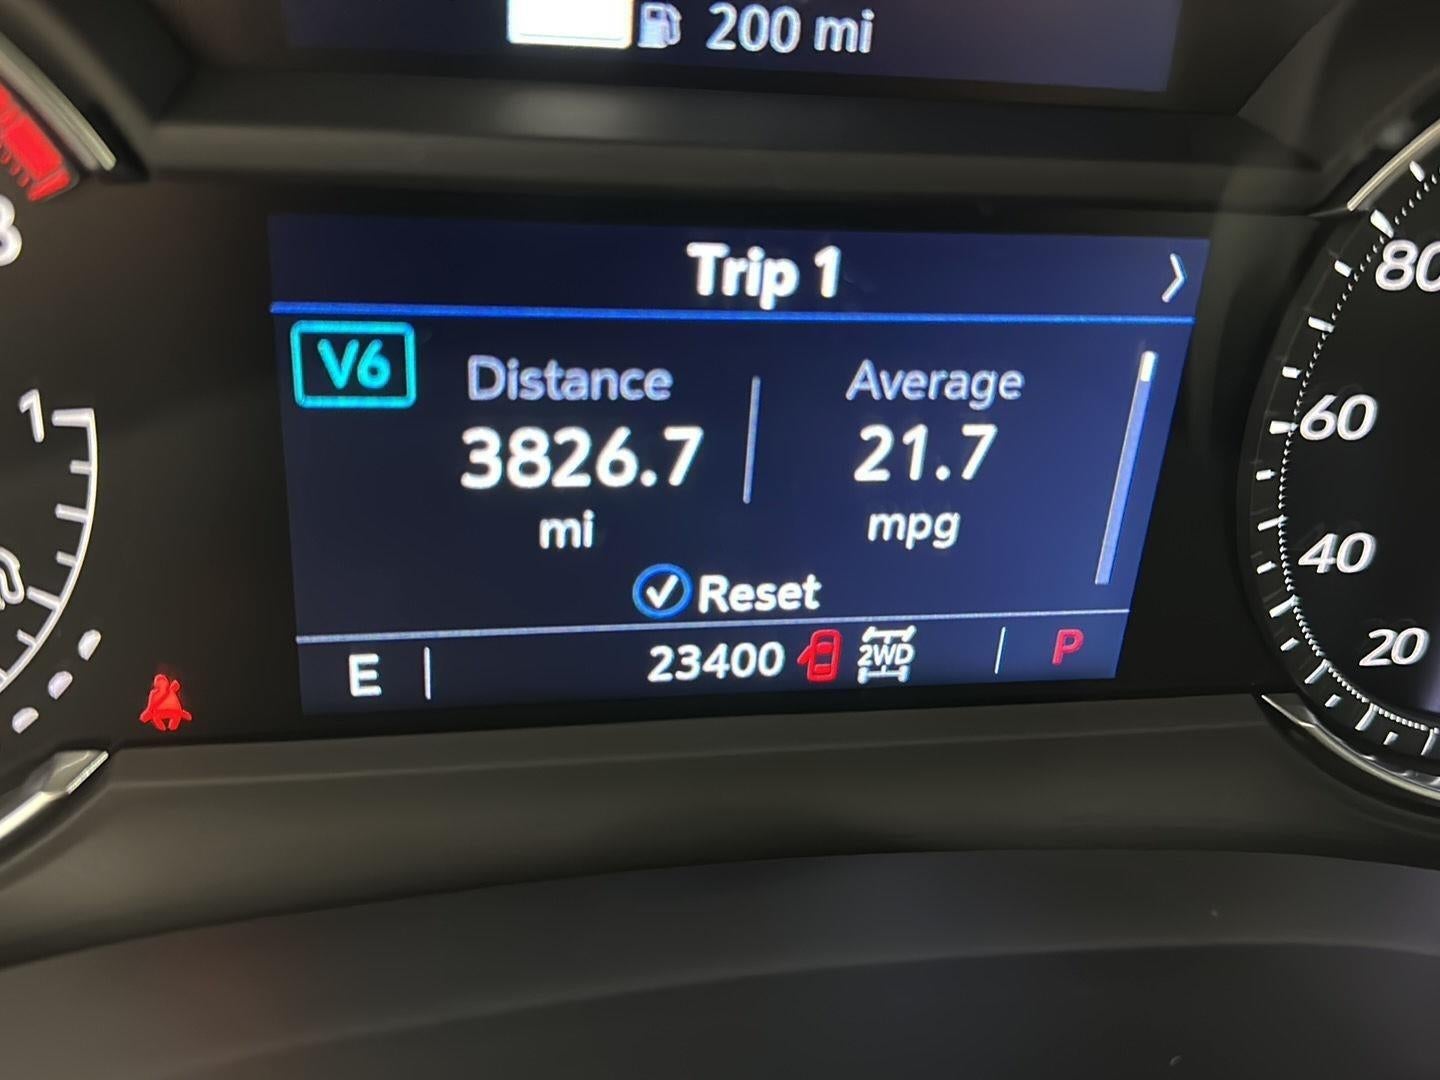 200 mi
Trip 1
V6
Distance
Average
3826.7
21.7
mi
mpg
Reset
E
23400
2WD
P
1
8
80
60
40
20